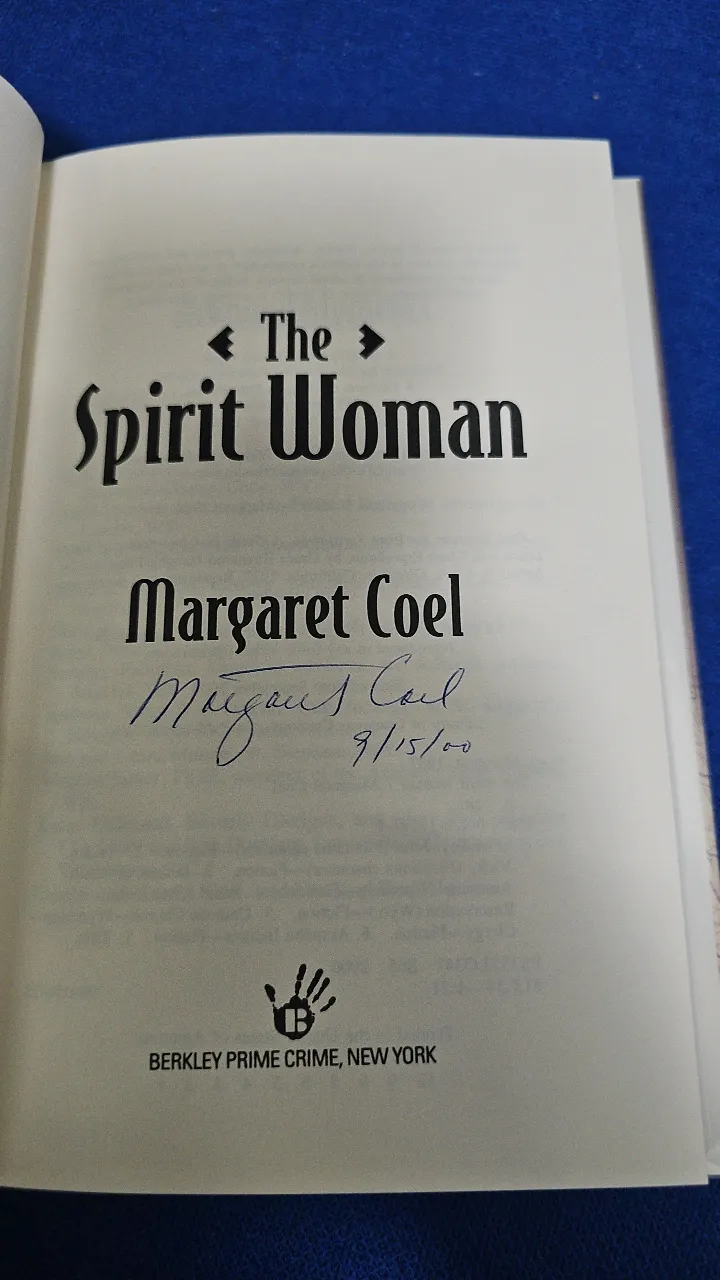 The
Spirit Woman
Margaret Coel
Margaret Coel
9/15/00
B
BERKLEY PRIME CRIME, NEW YORK